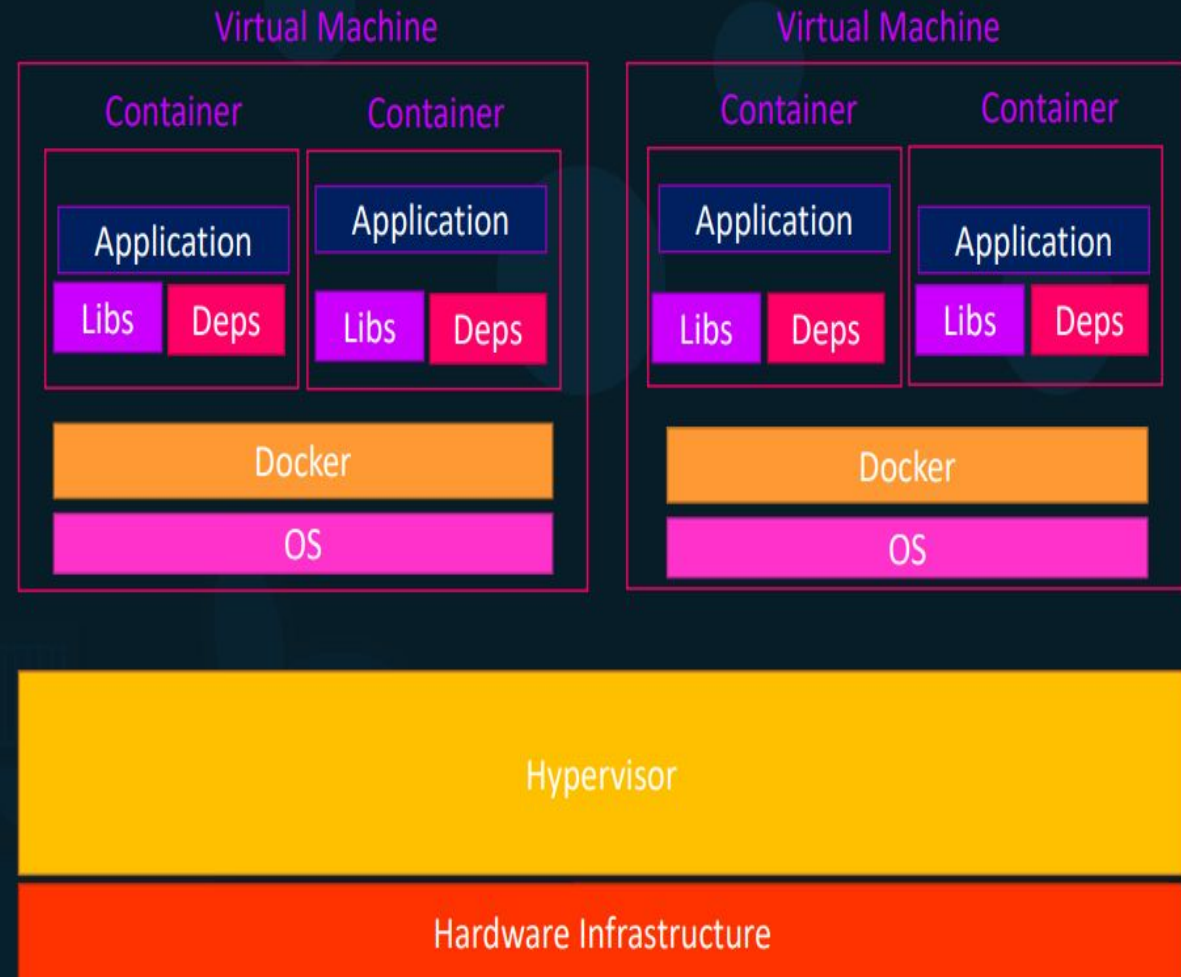 Virtual Machine
Virtual Machine
Container
Container
Container
Container
Application
Application
Application
Application
Libs
Deps
Libs
Deps
Libs
Deps
Libs
Deps
Docker
Docker
OS
OS
Hypervisor
Hardware Infrastructure